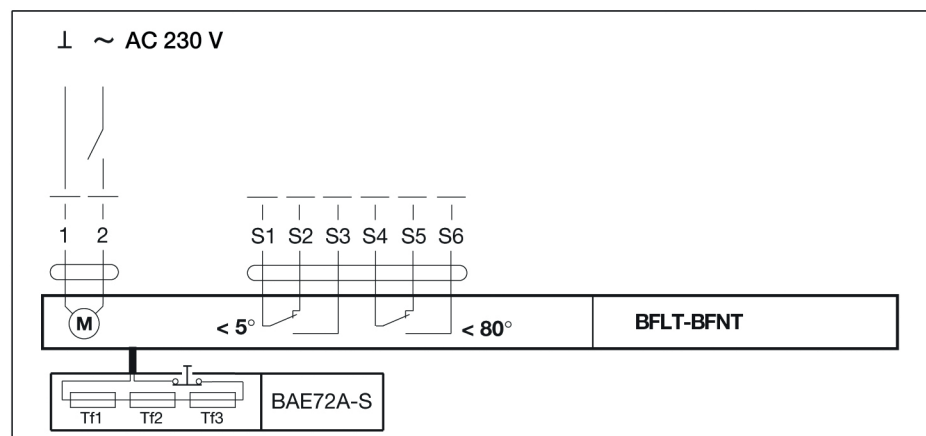 ⊥ ~ AC 230 V
1 2 S1 S2 S3 S4 S5 S6
M < 5° < 80° BFLT-BFNT
Tf1 Tf2 Tf3 BAE72A-S